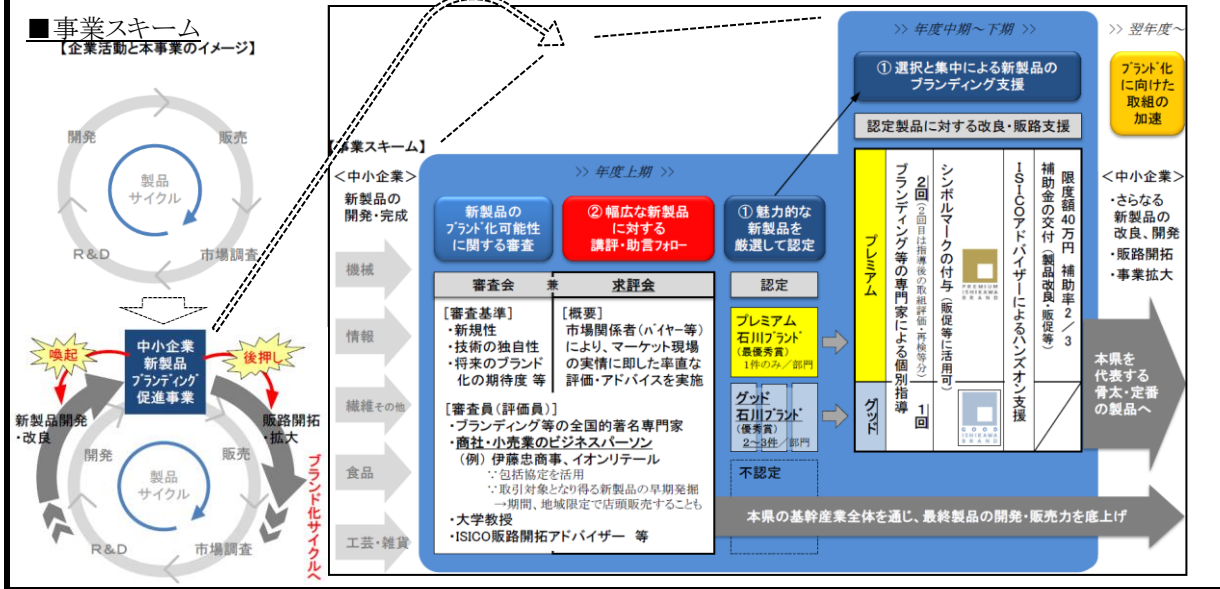 ■事業スキーム
【企業活動と本事業のイメージ】
開発
販売
製品
サイクル
R&D
市場調査
喚起
中小企業
新製品
ブランディング
促進事業
後押し
新製品開発
・改良
販路開拓
・拡大
開発
販売
製品
サイクル
R&D
市場調査
ブランド化サイクルへ
【事業スキーム】
<中小企業>
新製品の
開発・完成
機械
情報
繊維その他
食品
工芸・雑貨
>> 年度上期 >>
新製品の
ブランド化可能性
に関する審査
② 幅広な新製品
に対する
講評・助言フォロー
① 魅力的な
新製品を
厳選して認定
審査会 兼 求評会
[審査基準]
・新規性
・技術の独自性
・将来のブランド
化の期待度 等
[概要]
市場関係者(バイヤー等)
により、マーケット現場
の実情に即した率直な
評価・アドバイスを実施
[審査員(評価員)]
・ブランディング等の全国的著名専門家
・商社・小売業のビジネスパーソン
(例) 伊藤忠商事、イオンリテール
∵包括協定を活用
∵取引対象となり得る新製品の早期発掘
→期間、地域限定で店頭販売することも
・大学教授
・ISICO販路開拓アドバイザー 等
認定
プレミアム
石川ブランド
(最優秀賞)
1件のみ/部門
グッド
石川ブランド
(優秀賞)
2~3件/部門
不認定
>> 年度中期~下期 >>
① 選択と集中による新製品の
ブランディング支援
認定製品に対する改良・販路支援
プレミアム
グッド
ブランディング等の専門家による個別指導
2回(2回目は指導後の取組評価・再検等分)
1回
シンボルマークの付与(販促等に活用可)
PREMIUM
ISHIKAWA
BRAND
GOOD
ISHIKAWA
BRAND
ISICOアドバイザーによるハンズオン支援
補助金の交付(製品改良・販促等)
限度額40万円 補助率2/3
本県の基幹産業全体を通じ、最終製品の開発・販売力を底上げ
>> 翌年度~
ブランド化
に向けた
取組の
加速
<中小企業>
・さらなる
新製品の
改良、開発
・販路開拓
・事業拡大
本県を
代表する
骨太・定番
の製品へ